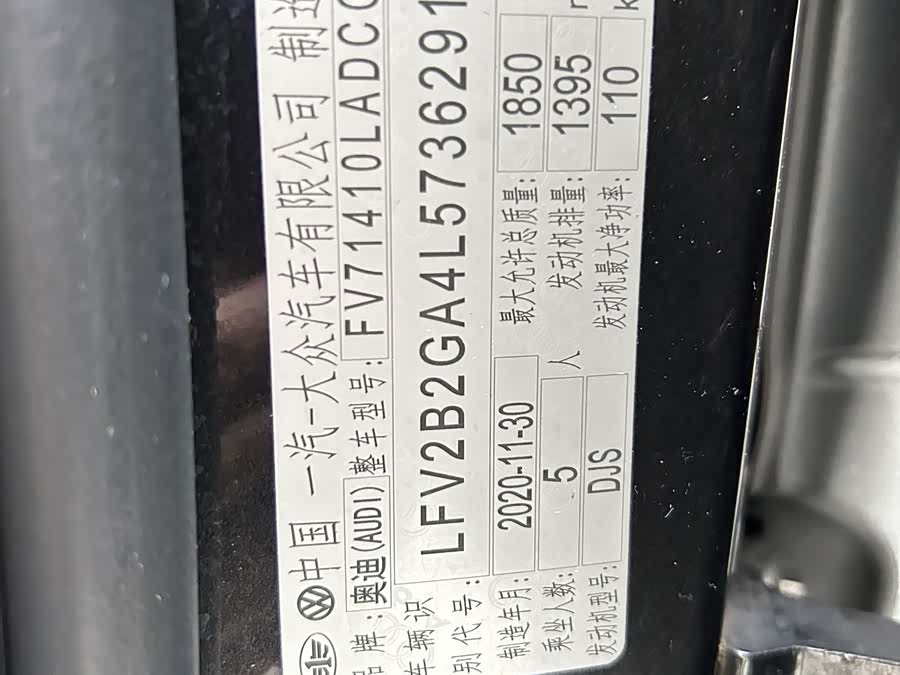 中国 一汽-大众汽车有限公司 制造
品牌: 奥迪(AUDI) 整车型号: FV71410LADC
车辆识
别代号: LFV2B2GA4L5736291
制造年月: 2020-11-30 最大允许总质量: 1850
乘坐人数: 5 人 发动机排量: 1395
发动机型号: DJS 发动机最大净功率: 110 k